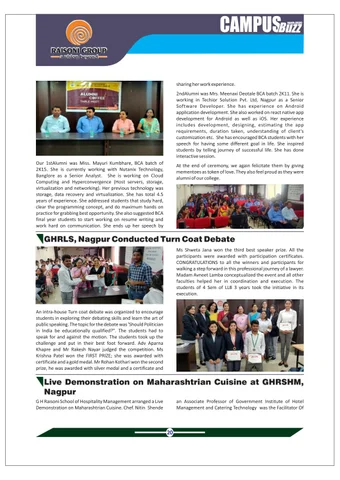 CAMPUS BUZZ
RAISONI GROUP
a vision beyond
Our 1stAlumni was Miss. Mayuri Kumbhare, BCA batch of
2K15. She is currently working with Nutanix Technology,
Banglore as a Senior Analyst. She is working on Cloud
Computing and Hyperconvergence (Host servers, storage,
virtualization and networking). Her previous technology was
storage, data recovery and virtualization. She has total 4.5
years of experience. She addressed students that study hard,
clear the programming concept, and do maximum hands on
practice for grabbing best opportunity. She also suggested BCA
final year students to start working on resume writing and
work hard on communication. She ends up her speech by
sharing her work experience.
2ndAlumni was Mrs. Meenaxi Deotale BCA batch 2K11. She is
working in Techior Solution Pvt. Ltd, Nagpur as a Senior
Software Developer. She has experience on Android
application development. She also worked on react native app
development for Android as well as iOS. Her experience
includes development, designing, estimating the app
requirements, duration taken, understanding of client's
customization etc. She has encouraged BCA students with her
speech for having some different goal in life. She inspired
students by telling journey of successful life. She has done
interactive session.
At the end of ceremony, we again felicitate them by giving
mementoes as token of love. They also feel proud as they were
alumni of our college.
GHRLS, Nagpur Conducted Turn Coat Debate
An intra-house Turn coat debate was organized to encourage
students in exploring their debating skills and learn the art of
public speaking. The topic for the debate was "Should Politician
in India be educationally qualified?". The students had to
speak for and against the motion. The students took up the
challenge and put in their best foot forward. Adv Aparna
Khapre and Mr Rakesh Nayar judged the competition. Ms
Krishna Patel won the FIRST PRIZE; she was awarded with
certificate and a gold medal. Mr Rohan Kothari won the second
prize, he was awarded with silver medal and a certificate and
Ms Shweta Jana won the third best speaker prize. All the
participants were awarded with participation certificates.
CONGRATULATIONS to all the winners and participants for
walking a step forward in this professional journey of a lawyer.
Madam Avneet Lamba conceptualized the event and all other
faculties helped her in coordination and execution. The
students of 4 Sem of LLB 3 years took the initiative in its
execution.
Live Demonstration on Maharashtrian Cuisine at GHRSHM,
Nagpur
G H Raisoni School of Hospitality Management arranged a Live
Demonstration on Maharashtrian Cuisine. Chef. Nitin. Shende
an Associate Professor of Government Institute of Hotel
Management and Catering Technology was the Facilitator Of